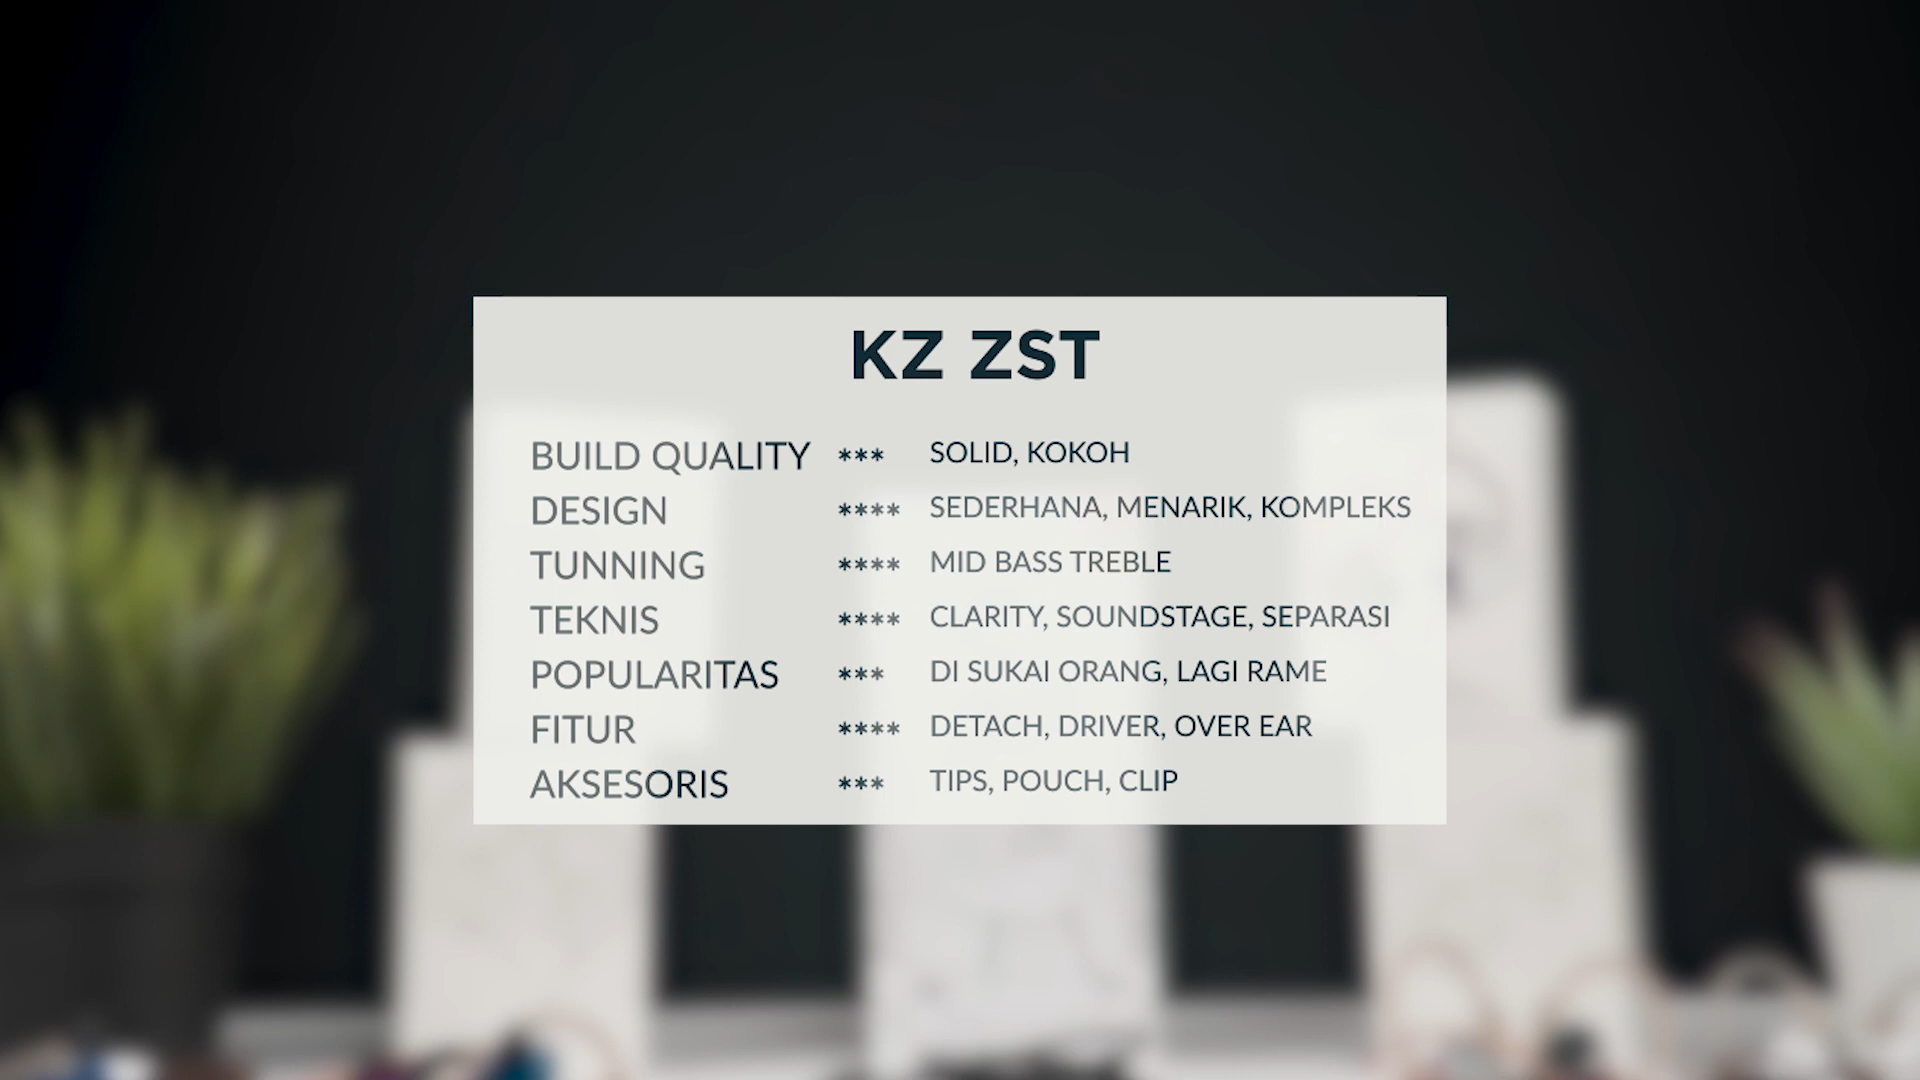 KZ ZST
BUILD QUALITY *** SOLID, KOKOH
DESIGN **** SEDERHANA, MENARIK, KOMPLEKS
TUNNING **** MID BASS TREBLE
TEKNIS **** CLARITY, SOUNDSTAGE, SEPARASI
POPULARITAS *** DI SUKAI ORANG, LAGI RAME
FITUR **** DETACH, DRIVER, OVER EAR
AKSESORIS *** TIPS, POUCH, CLIP